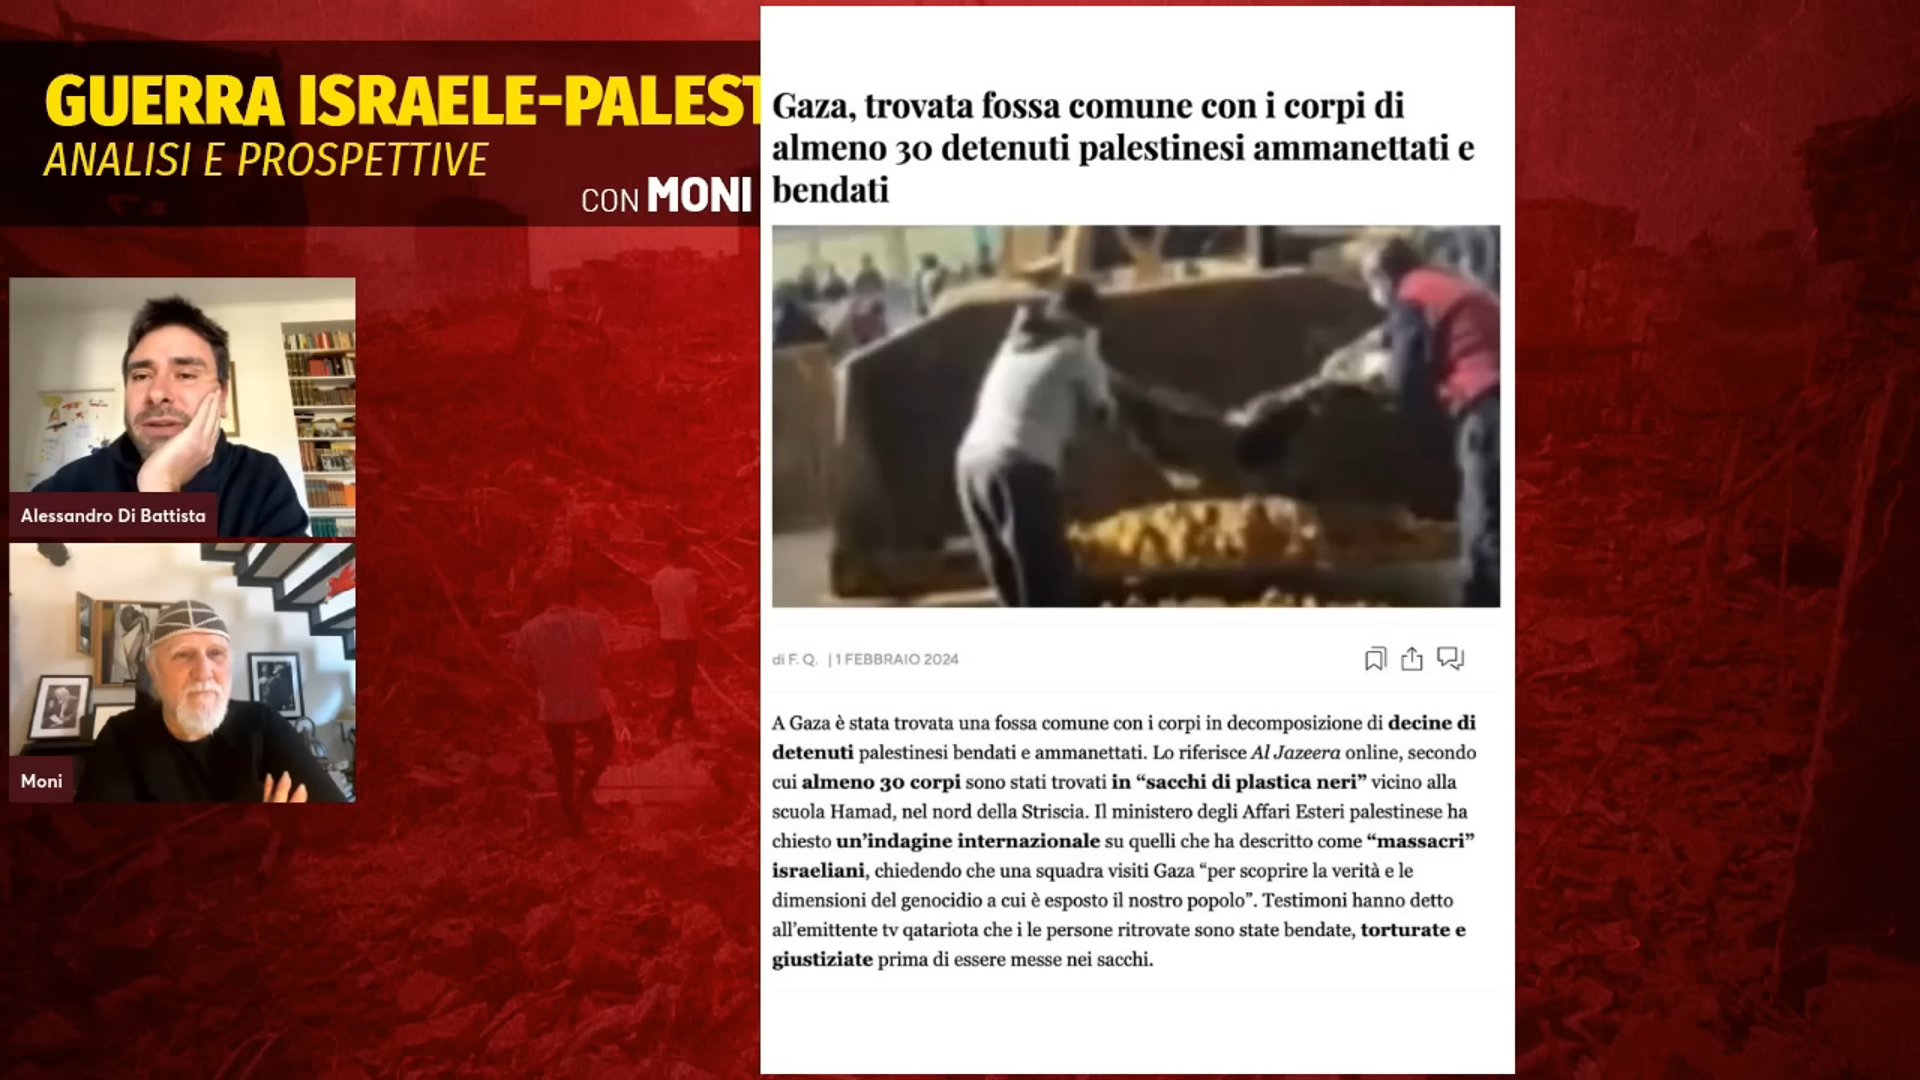 GUERRA ISRAELE-PALEST
ANALISI E PROSPETTIVE
CON MONI
Alessandro Di Battista
Moni
Gaza, trovata fossa comune con i corpi di
almeno 30 detenuti palestinesi ammanettati e
bendati
di F. Q. | 1 FEBBRAIO 2024
A Gaza è stata trovata una fossa comune con i corpi in decomposizione di decine di
detenuti palestinesi bendati e ammanettati. Lo riferisce Al Jazeera online, secondo
cui almeno 30 corpi sono stati trovati in “sacchi di plastica neri” vicino alla
scuola Hamad, nel nord della Striscia. Il ministero degli Affari Esteri palestinese ha
chiesto un’indagine internazionale su quelli che ha descritto come “massacri”
israeliani, chiedendo che una squadra visiti Gaza “per scoprire la verità e le
dimensioni del genocidio a cui è esposto il nostro popolo”. Testimoni hanno detto
all’emittente tv qatariota che i le persone ritrovate sono state bendate, torturate e
giustiziate prima di essere messe nei sacchi.